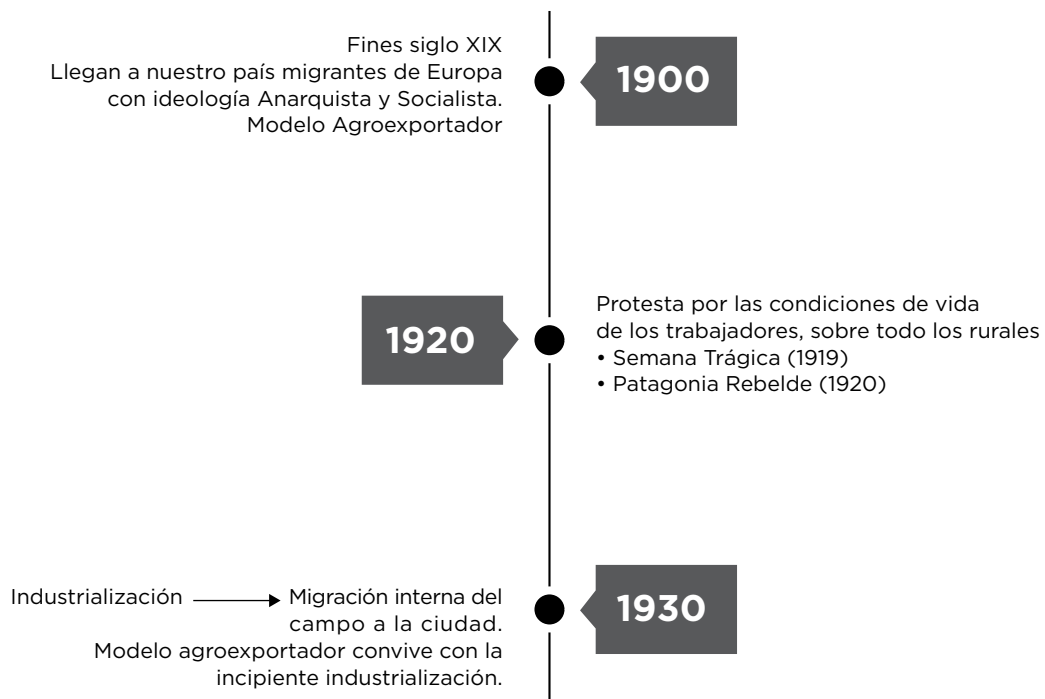 Fines siglo XIX
Llegan a nuestro país migrantes de Europa
con ideología Anarquista y Socialista.
Modelo Agroexportador
1900
1920
Protesta por las condiciones de vida
de los trabajadores, sobre todo los rurales
• Semana Trágica (1919)
• Patagonia Rebelde (1920)
Industrialización → Migración interna del
campo a la ciudad.
Modelo agroexportador convive con la
incipiente industrialización.
1930